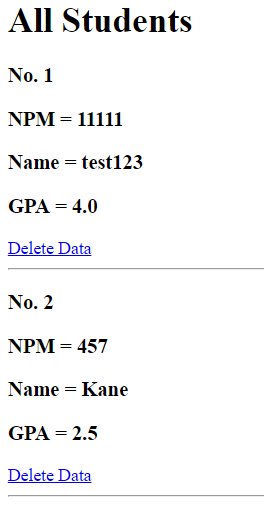 All Students
No. 1
NPM = 11111
Name = test123
GPA = 4.0
Delete Data
No. 2
NPM = 457
Name = Kane
GPA = 2.5
Delete Data